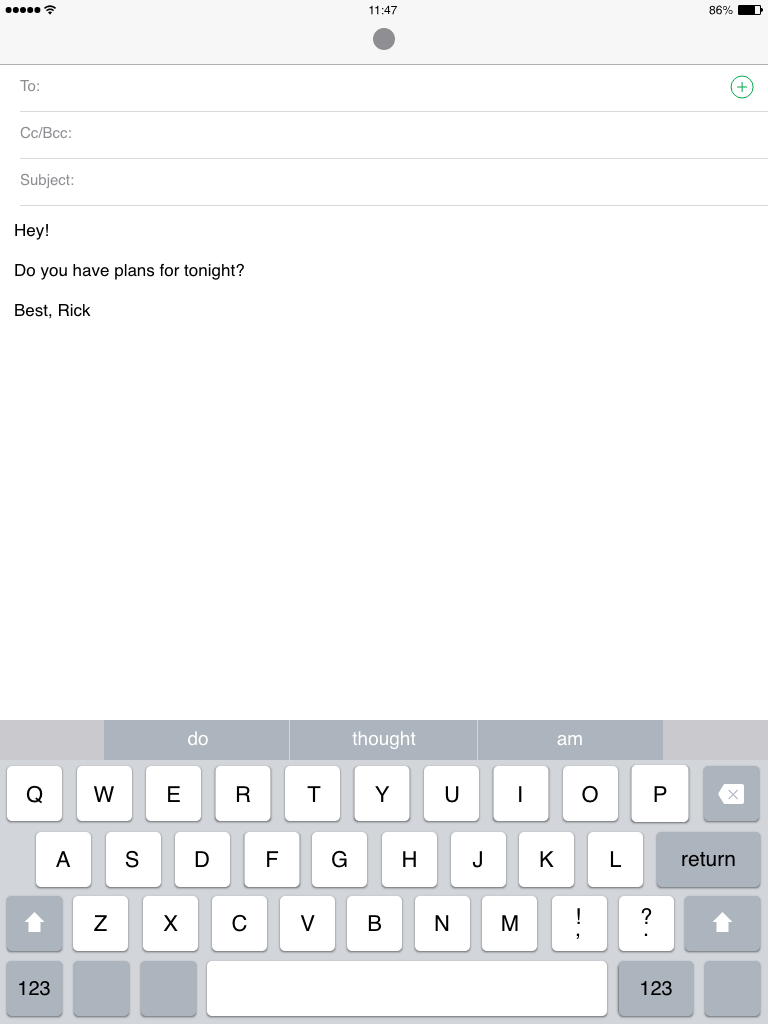 11:47
86%
To:
Cc/Bcc:
Subject:
Hey!
Do you have plans for tonight?
Best, Rick
do thought am
Q W E R T Y U I O P
A S D F G H J K L return
Z X C V B N M ! , ? .
123 123